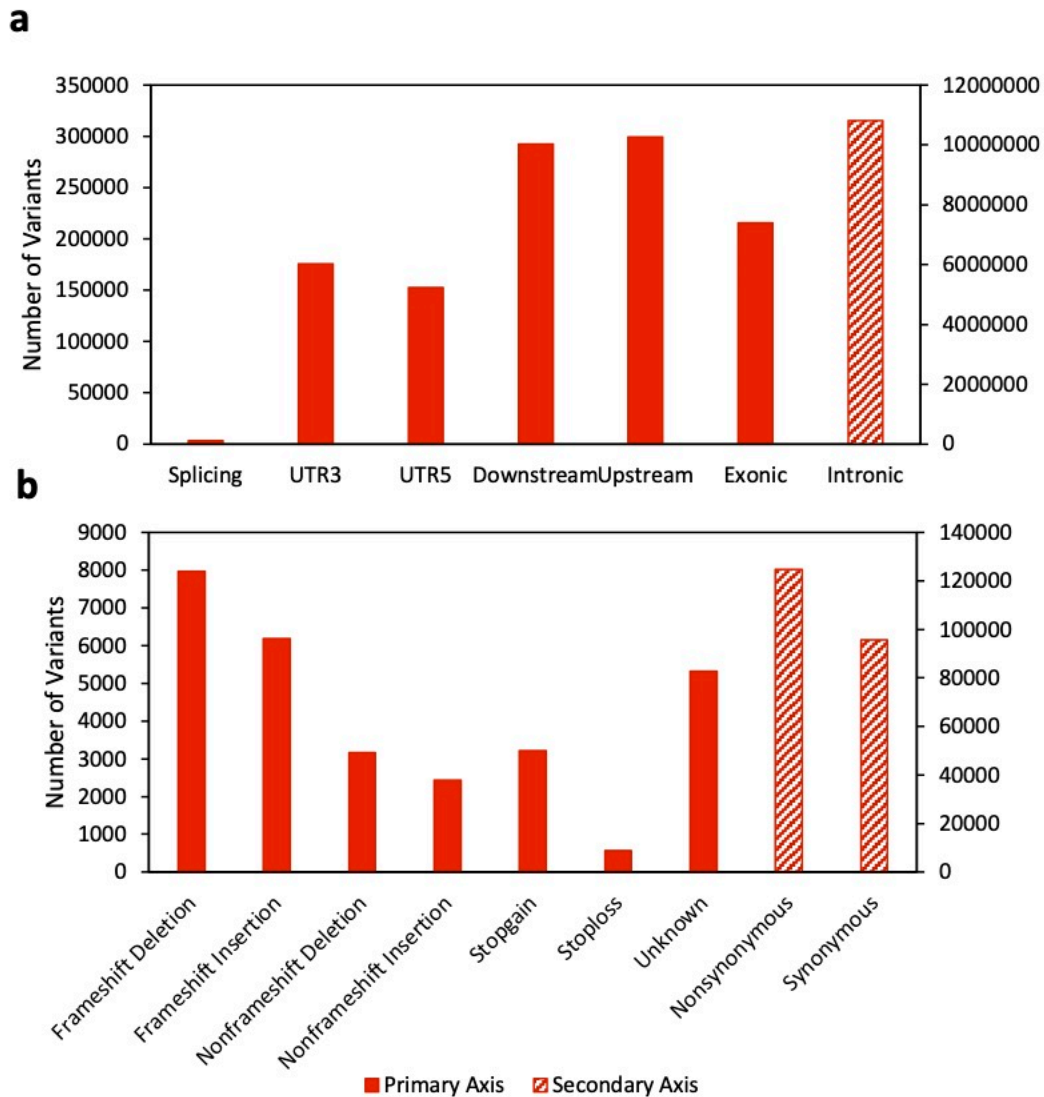 a
350000
300000
250000
200000
150000
100000
50000
0
Number of Variants
12000000
10000000
8000000
6000000
4000000
2000000
0
Splicing UTR3 UTR5 Downstream Upstream Exonic Intronic
b
9000
8000
7000
6000
5000
4000
3000
2000
1000
0
Number of Variants
140000
120000
100000
80000
60000
40000
20000
0
Frameshift Deletion
Frameshift Insertion
Nonframeshift Deletion
Nonframeshift Insertion
Stopgain
Stoploss
Unknown
Nonsynonymous
Synonymous
Primary Axis Secondary Axis